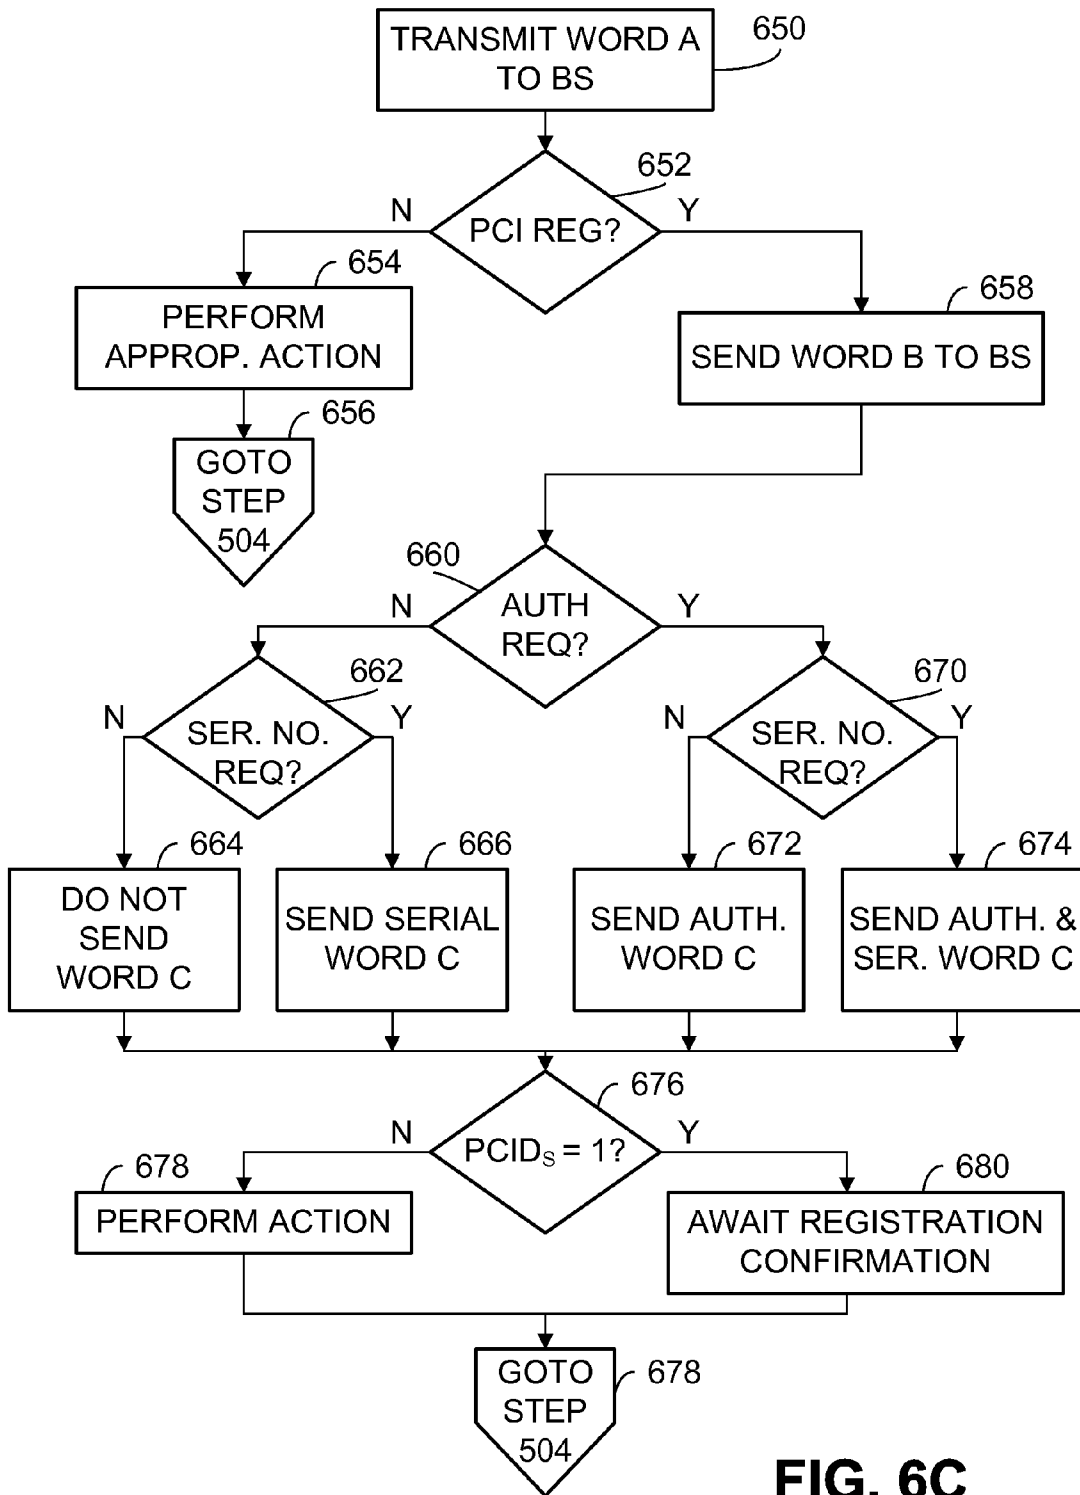 TRANSMIT WORD A
TO BS
650
PCI REG?
652
N
Y
654
PERFORM
APPROP. ACTION
658
SEND WORD B TO BS
656
GOTO
STEP
504
660
AUTH
REQ?
N
Y
662
SER. NO.
REQ?
N
Y
670
SER. NO.
REQ?
N
Y
664
DO NOT
SEND
WORD C
666
SEND SERIAL
WORD C
672
SEND AUTH.
WORD C
674
SEND AUTH. &
SER. WORD C
676
PCIDS = 1?
N
Y
678
PERFORM ACTION
680
AWAIT REGISTRATION
CONFIRMATION
GOTO
STEP
504
678
FIG. 6C